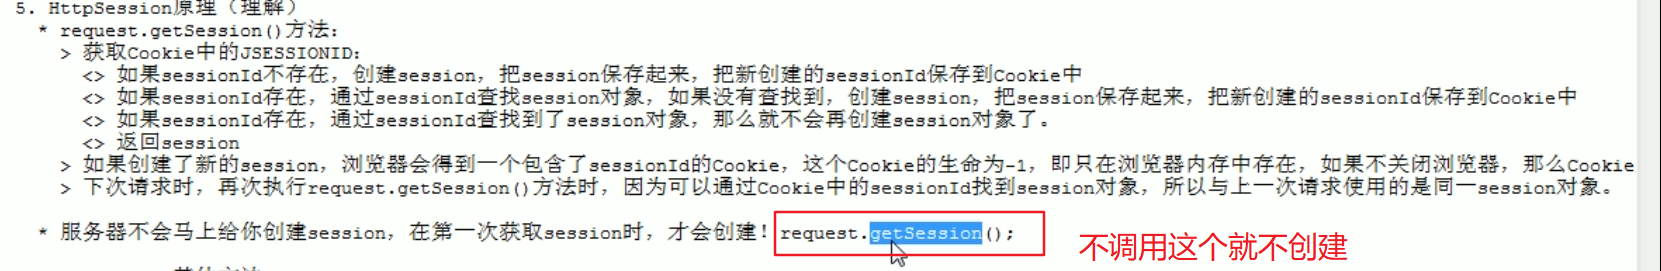 5. HttpSession原理（理解）
* request.getSession()方法：
> 获取Cookie中的JSESSIONID：
<> 如果sessionId不存在，创建session，把session保存起来，把新创建的sessionId保存到Cookie中
<> 如果sessionId存在，通过sessionId查找session对象，如果没有查找到，创建session，把session保存起来，把新创建的sessionId保存到Cookie中
<> 如果sessionId存在，通过sessionId查找到了session对象，那么就不会再创建session对象了。
<> 返回session
> 如果创建了新的session，浏览器会得到一个包含了sessionId的Cookie，这个Cookie的生命为-1，即只在浏览器内存中存在，如果不关闭浏览器，那么Cookie
> 下次请求时，再次执行request.getSession()方法时，因为可以通过Cookie中的sessionId找到session对象，所以与上一次请求使用的是同一session对象。
* 服务器不会马上给你创建session，在第一次获取session时，才会创建！request.getSession();
不调用这个就不创建